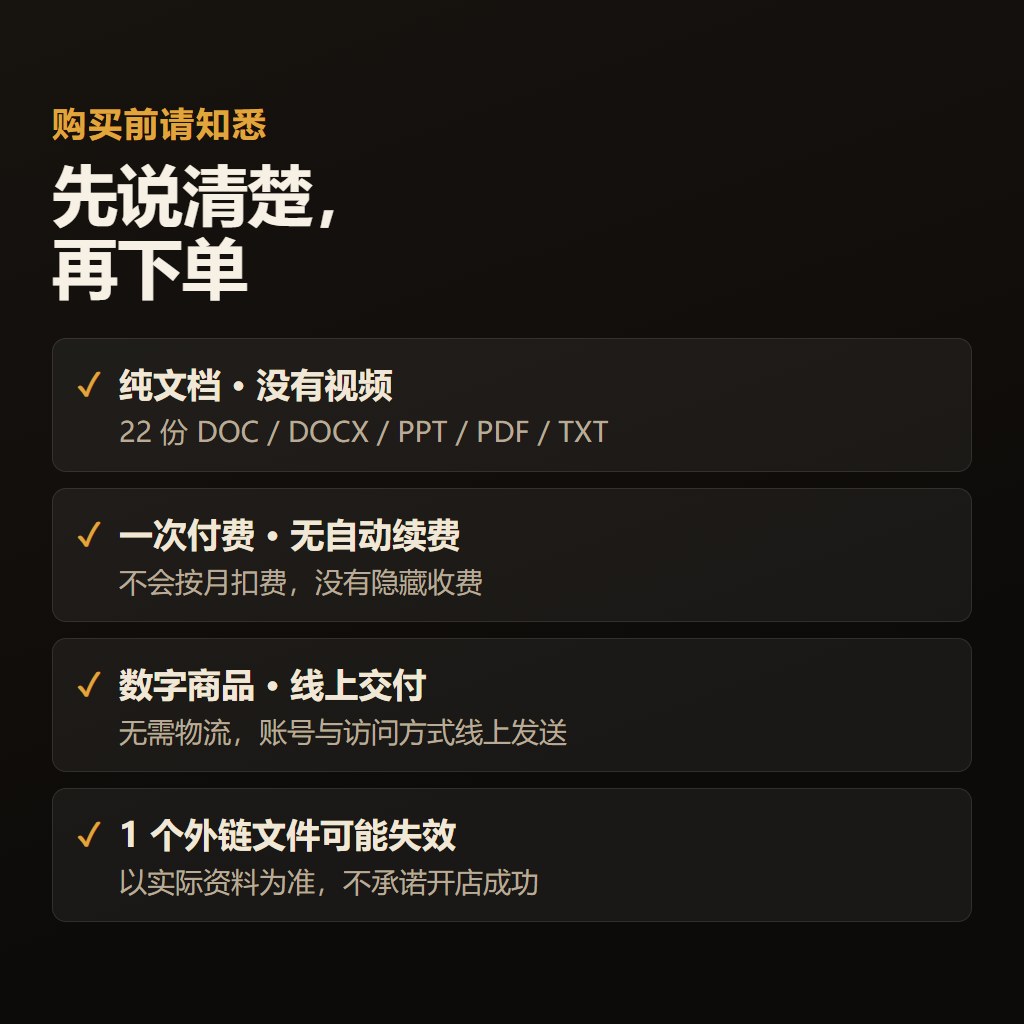 购买前请知悉
先说清楚，
再下单
✓ 纯文档・没有视频
22 份 DOC / DOCX / PPT / PDF / TXT
✓ 一次付费・无自动续费
不会按月扣费，没有隐藏收费
✓ 数字商品・线上交付
无需物流，账号与访问方式线上发送
✓ 1 个外链文件可能失效
以实际资料为准，不承诺开店成功